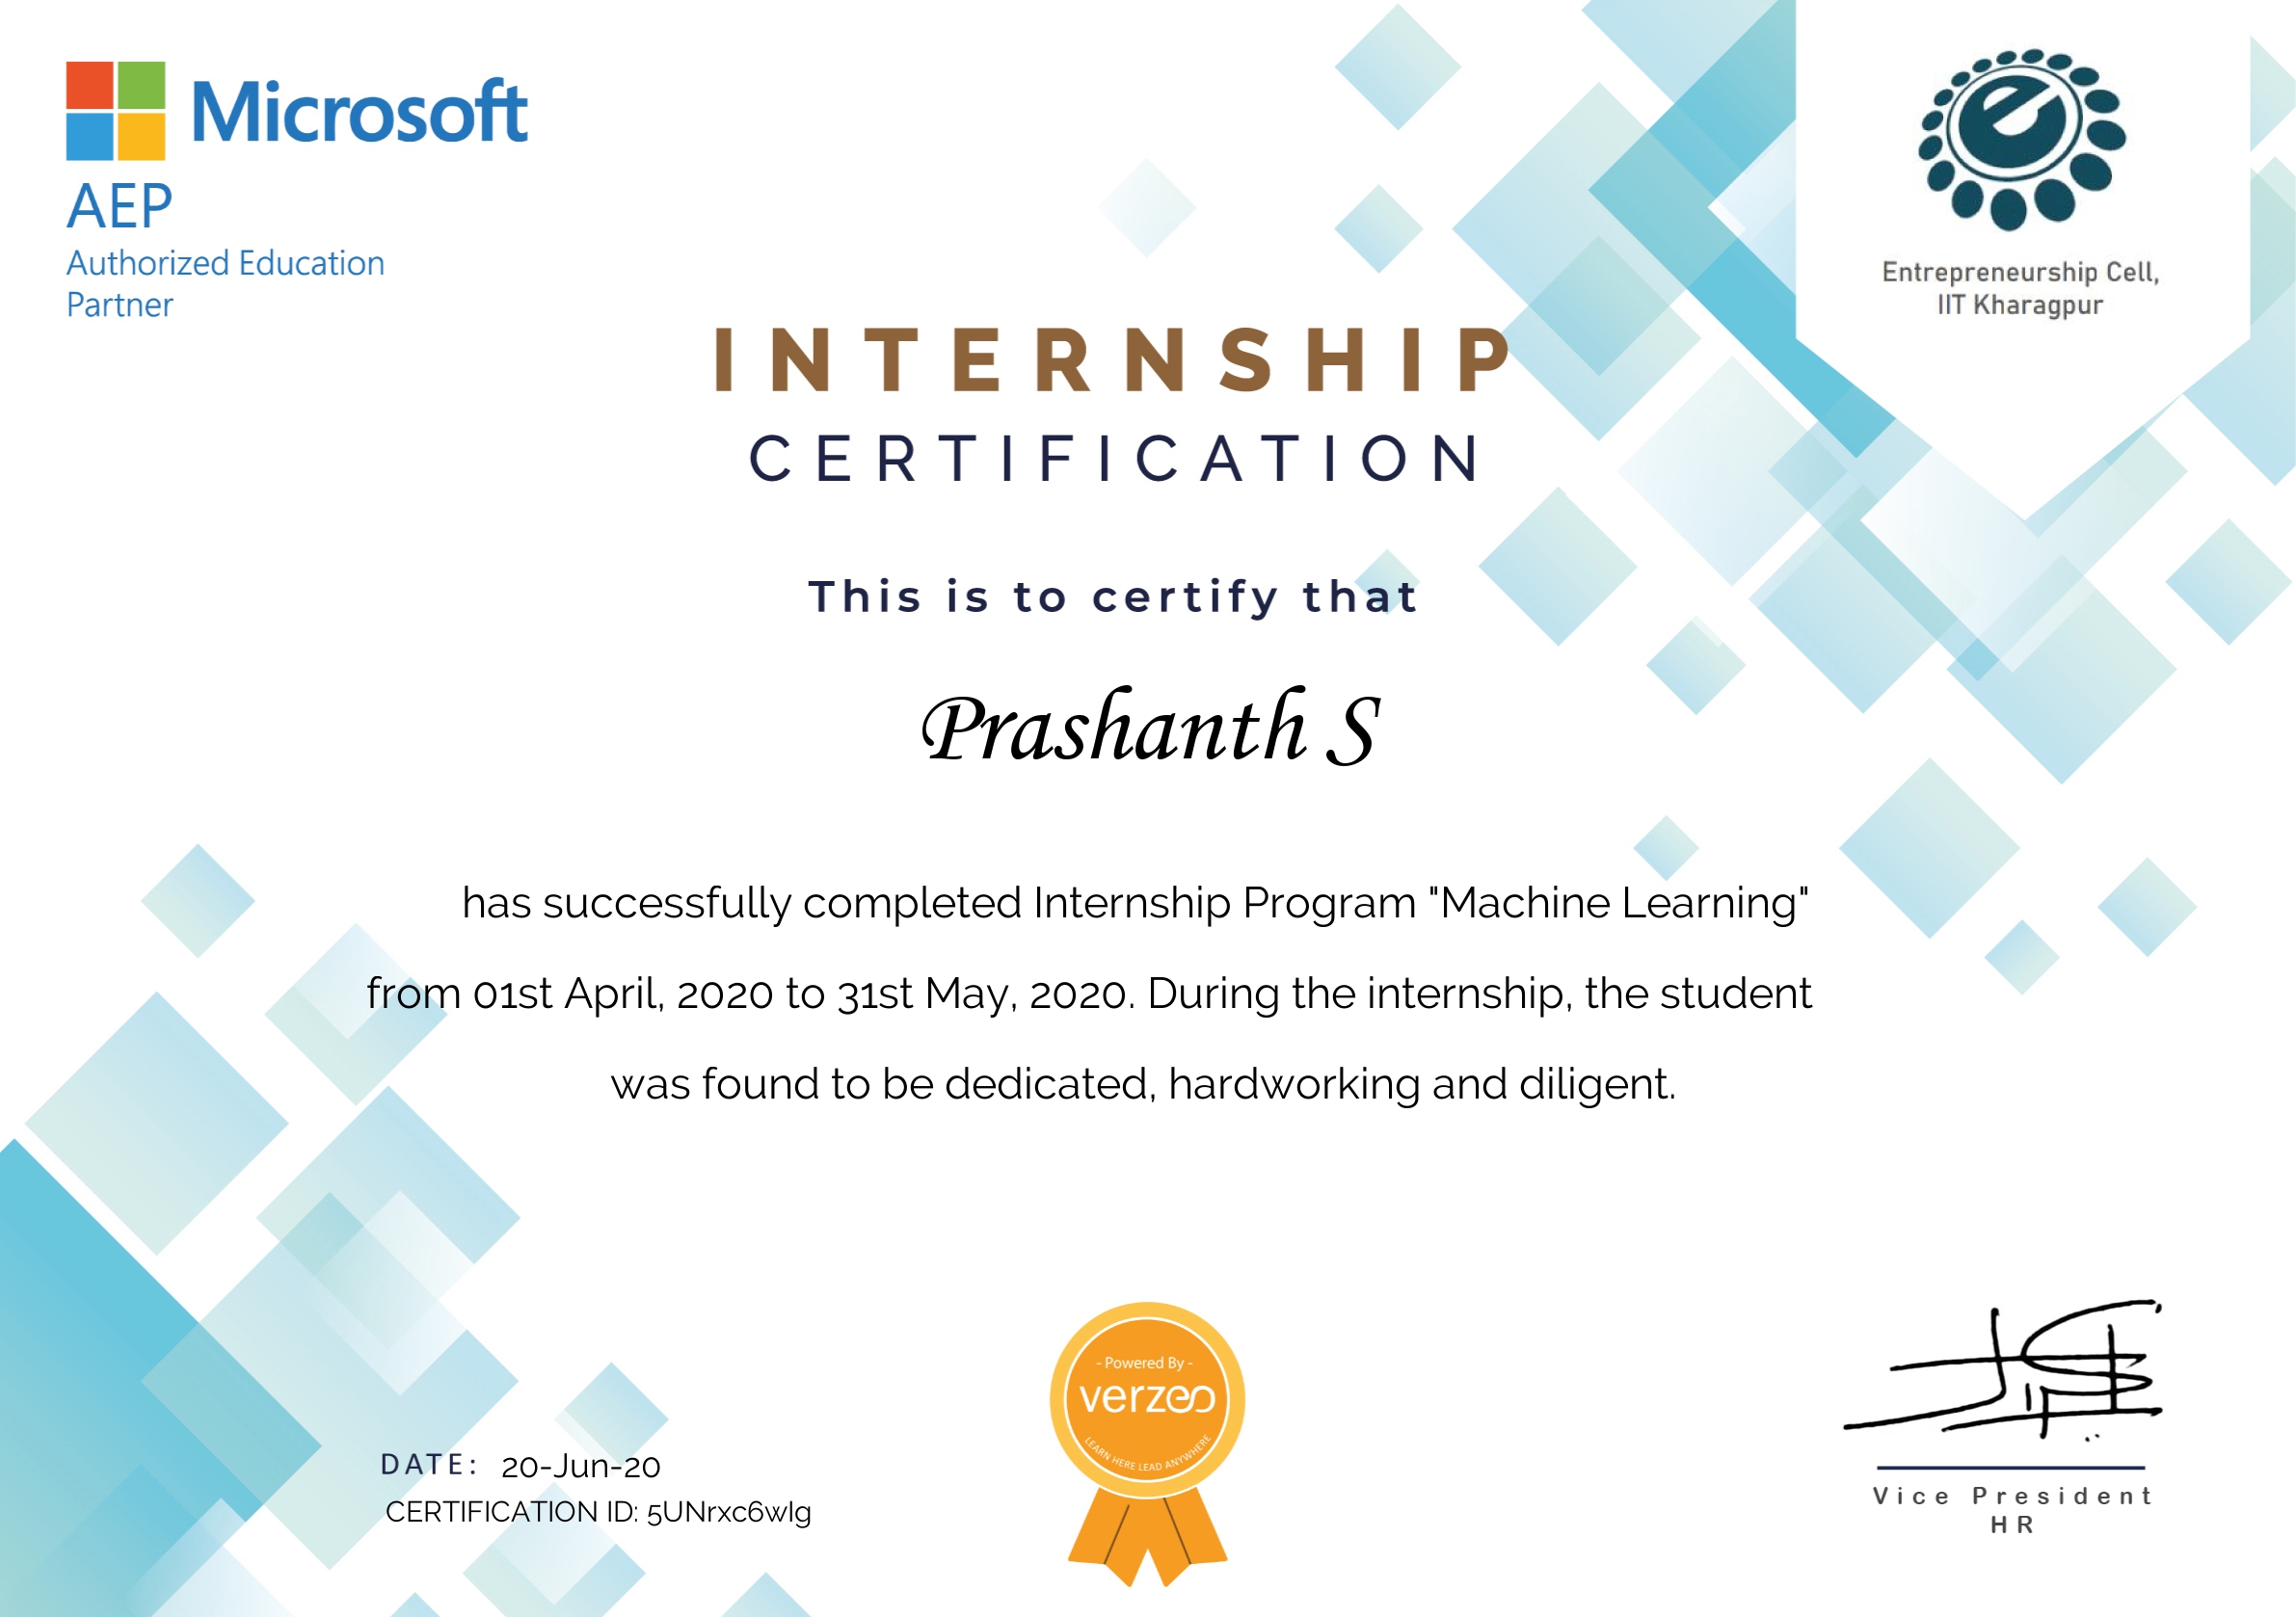 Microsoft
AEP
Authorized Education
Partner
Entrepreneurship Cell,
IIT Kharagpur
INTERNSHIP
CERTIFICATION
This is to certify that
Prashanth S
has successfully completed Internship Program "Machine Learning"
from 01st April, 2020 to 31st May, 2020. During the internship, the student
was found to be dedicated, hardworking and diligent.
- Powered By -
verzeo
LEARN HERE LEAD ANYWHERE
DATE: 20-Jun-20
CERTIFICATION ID: 5UNrxc6wIg
Vice President
HR